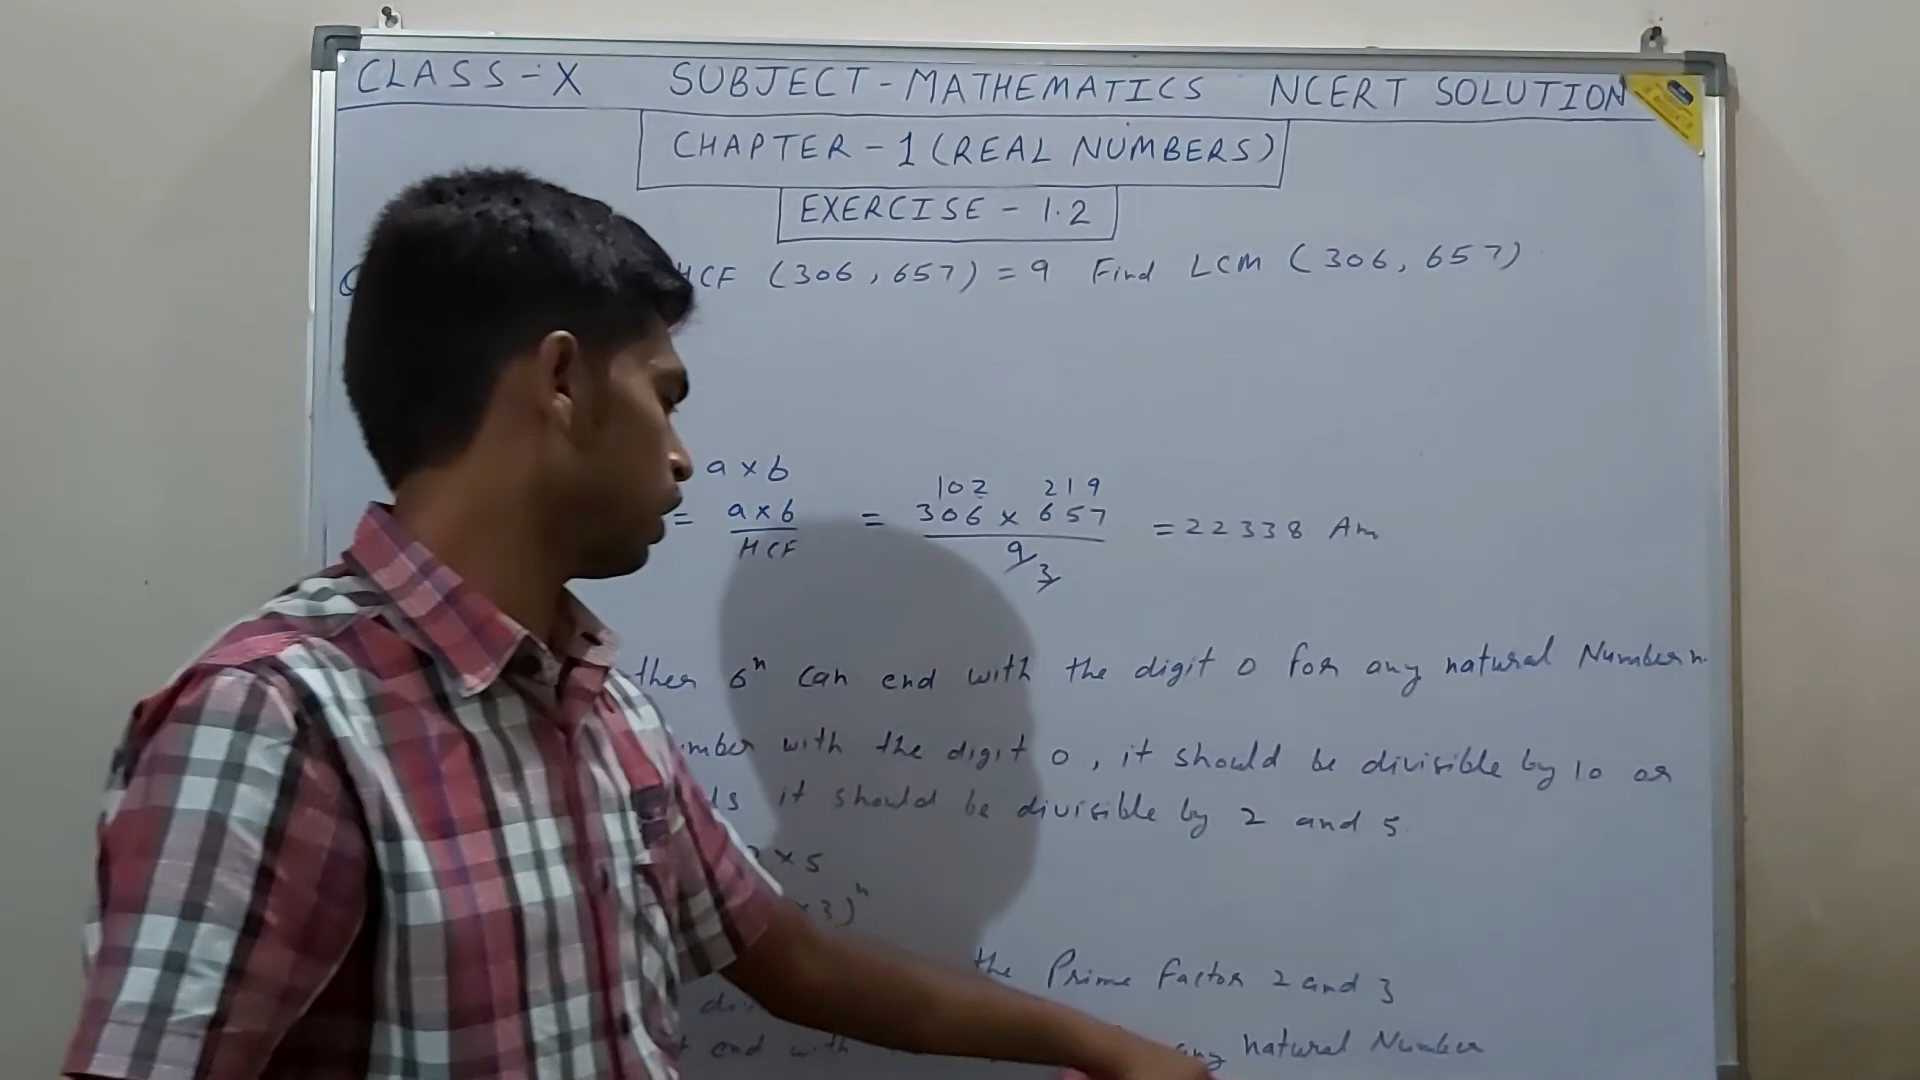 CLASS - X SUBJECT - MATHEMATICS NCERT SOLUTION
CHAPTER - 1 (REAL NUMBERS)
EXERCISE - 1.2
HCF (306, 657) = 9 Find LCM (306, 657)
a × b
= a × b / HCF = 306 × 657 / 9 = 22338 Ans
102 219
3
6ⁿ can end with the digit 0 for any natural Number n.
with the digit 0, it should be divisible by 10 or
it should be divisible by 2 and 5
× 5
× 3)ⁿ
the Prime factor 2 and 3
end with any natural Number